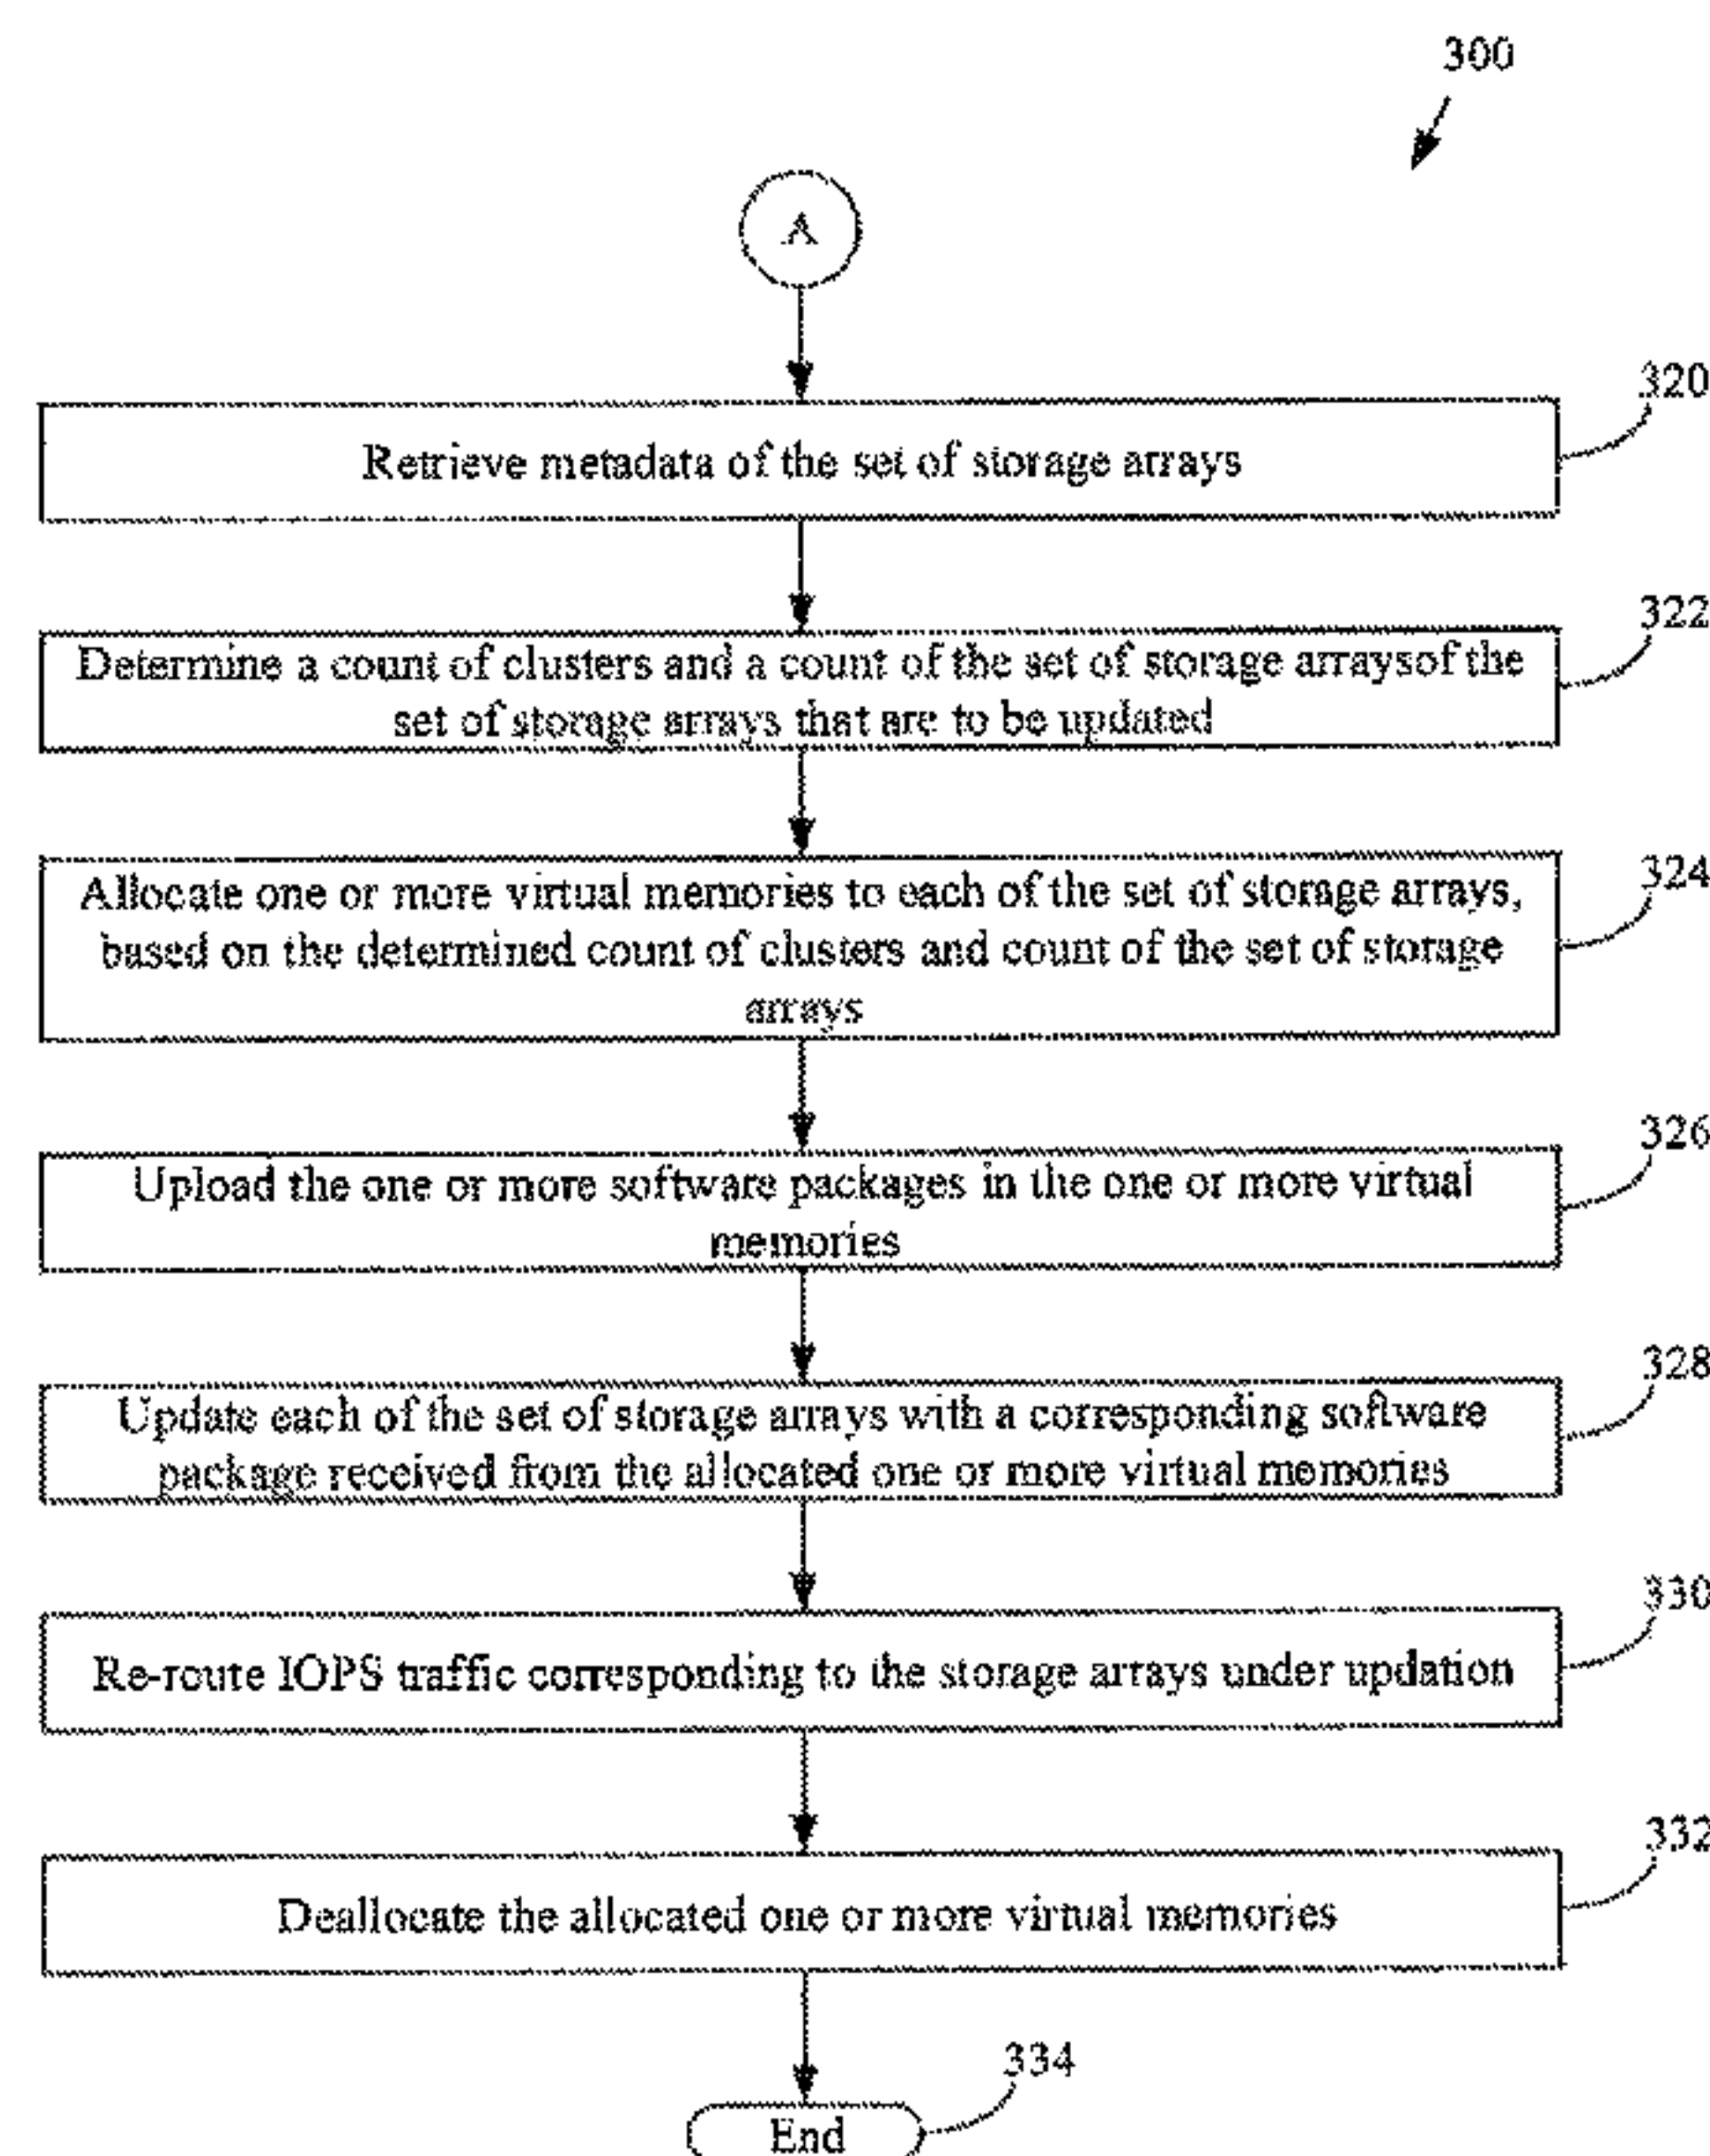 300
A
320
Retrieve metadata of the set of storage arrays
322
Determine a count of clusters and a count of the set of storage arraysof the
set of storage arrays that are to be updated
324
Allocate one or more virtual memories to each of the set of storage arrays,
based on the determined count of clusters and count of the set of storage
arrays
326
Upload the one or more software packages in the one or more virtual
memories
328
Update each of the set of storage arrays with a corresponding software
package received from the allocated one or more virtual memories
330
Re-route IOPS traffic corresponding to the storage arrays under updation
332
Deallocate the allocated one or more virtual memories
334
End